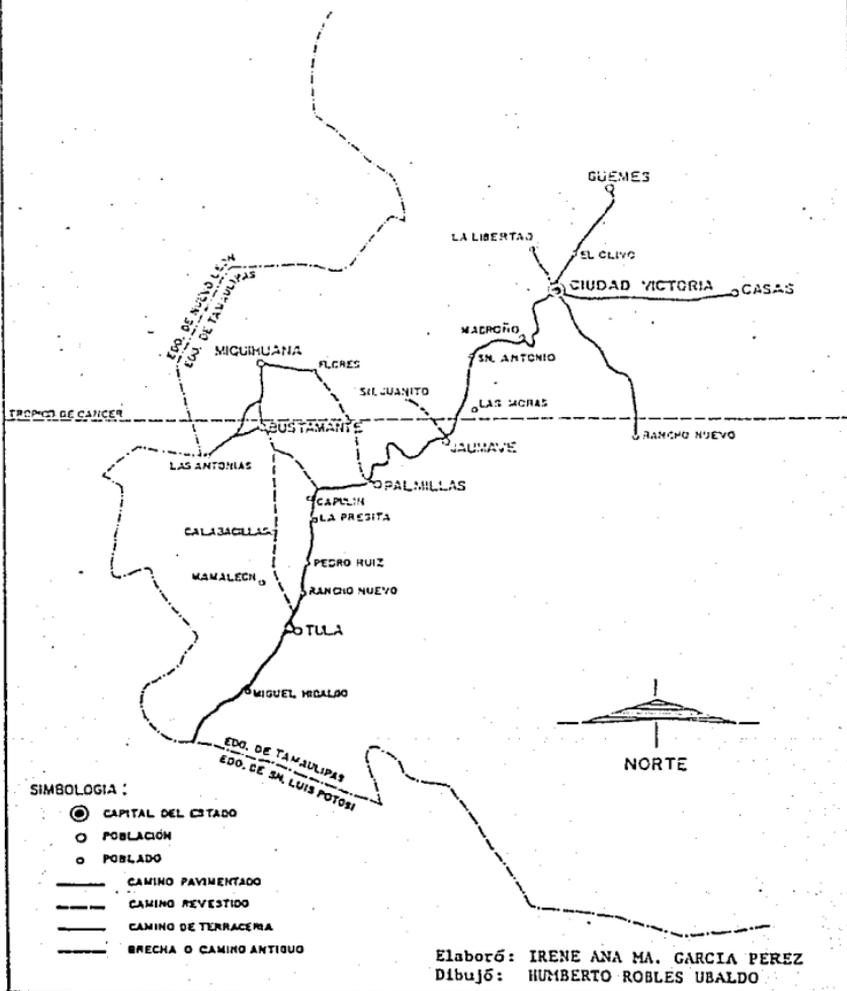 GÜEMES
LA LIBERTAD
EL OLIVO
CIUDAD VICTORIA
CASAS
EDO. DE NUEVO LEÓN
EDO. DE TAMAULIPAS
MADROÑO
MIQUIHUANA
SN. ANTONIO
FLORES
SN. JUANITO
LAS MORAS
TROPICO DE CANCER
BUSTAMANTE
RANCHO NUEVO
JAUMAVE
LAS ANTONIAS
PALMILLAS
CAPULIN
LA PRESITA
CALABACILLAS
PEDRO RUIZ
MAMALEON
RANCHO NUEVO
TULA
MIGUEL HIDALGO
EDO. DE TAMAULIPAS
EDO. DE SN. LUIS POTOSI
NORTE
SIMBOLOGIA :
CAPITAL DEL ESTADO
POBLACIÓN
POBLADO
CAMINO PAVIMENTADO
CAMINO REVESTIDO
CAMINO DE TERRACERIA
BRECHA O CAMINO ANTIGUO
Elaboró: IRENE ANA MA. GARCIA PEREZ
Dibujó: HUMBERTO ROBLES UBALDO